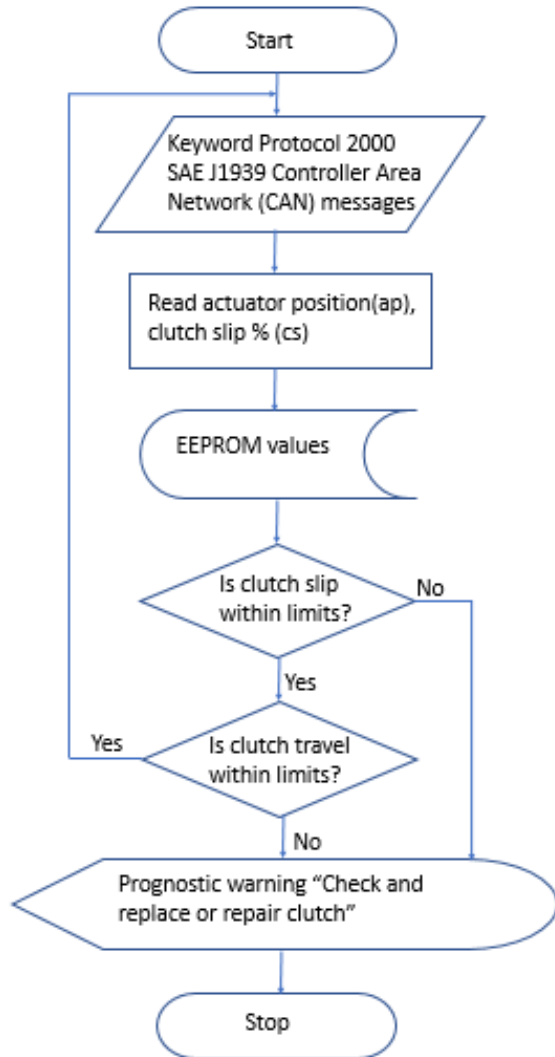 Start
Keyword Protocol 2000
SAE J1939 Controller Area
Network (CAN) messages
Read actuator position(ap),
clutch slip % (cs)
EEPROM values
Is clutch slip
within limits?
No
Yes
Yes
Is clutch travel
within limits?
No
Prognostic warning “Check and
replace or repair clutch”
Stop